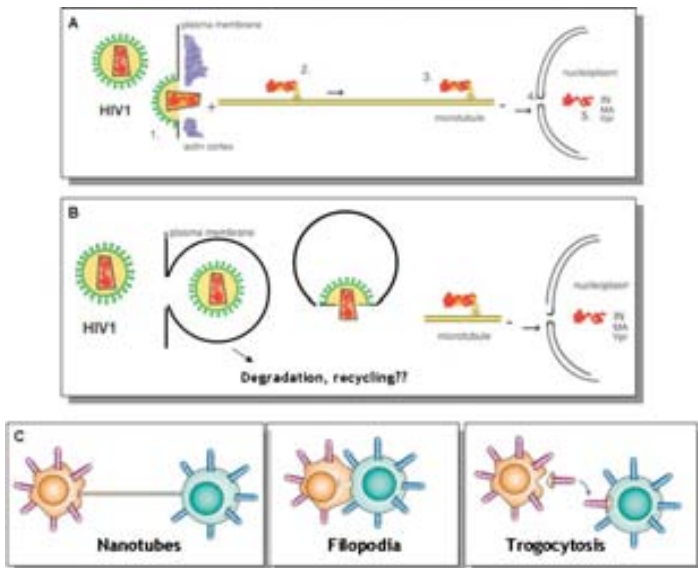 A
plasma membrane
HIV1
1.
actin cortex
2.
+
3.
-
microtubule
4.
nucleoplasm
5.
IN
MA
Vpr
B
plasma membrane
HIV1
Degradation, recycling??
-
microtubule
nucleoplasm
IN
MA
Vpr
C
Nanotubes
Filopodia
Trogocytosis